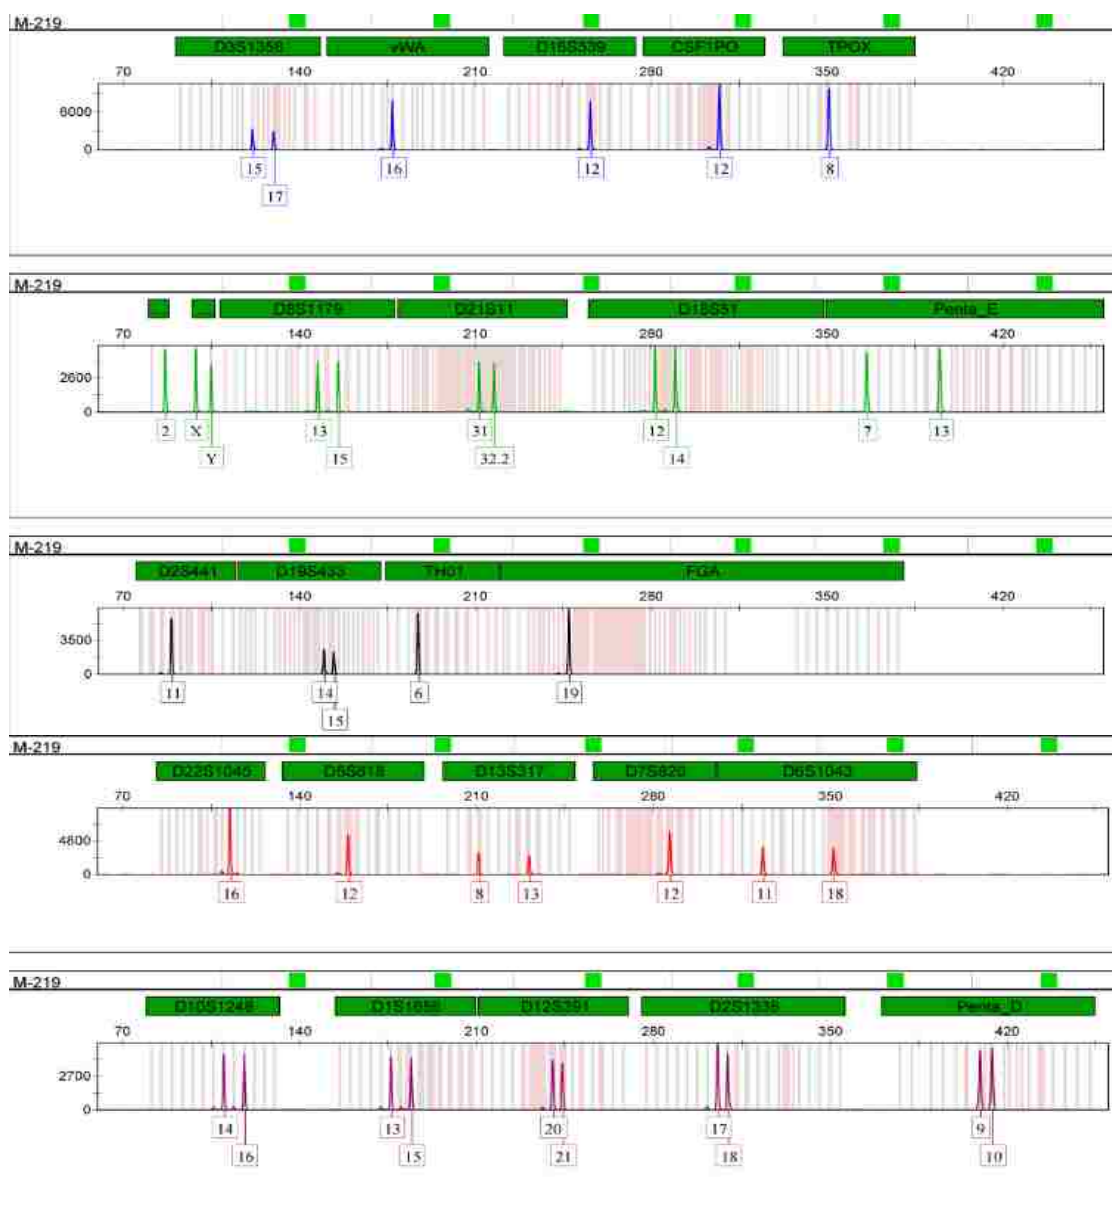 M-219
D3S1358 vWA D16S539 CSF1PO TPOX
70 140 210 280 350 420
6000
0
15 16 12 12 8
17
M-219
D8S1179 D21S11 D18S51 Penta_E
70 140 210 280 350 420
2600
0
2 X 13 31 12 7 13
Y 15 32.2 14
M-219
D2S441 D19S433 TH01 FGA
70 140 210 280 350 420
3500
0
11 14 6 19
15
M-219
D22S1045 D5S818 D13S317 D7S820 D6S1043
70 140 210 280 350 420
4600
0
16 12 8 13 12 11 18
M-219
D10S1248 D1S1656 D12S391 D2S1338 Penta_D
70 140 210 280 350 420
2700
0
14 13 20 17 9
16 15 21 18 10